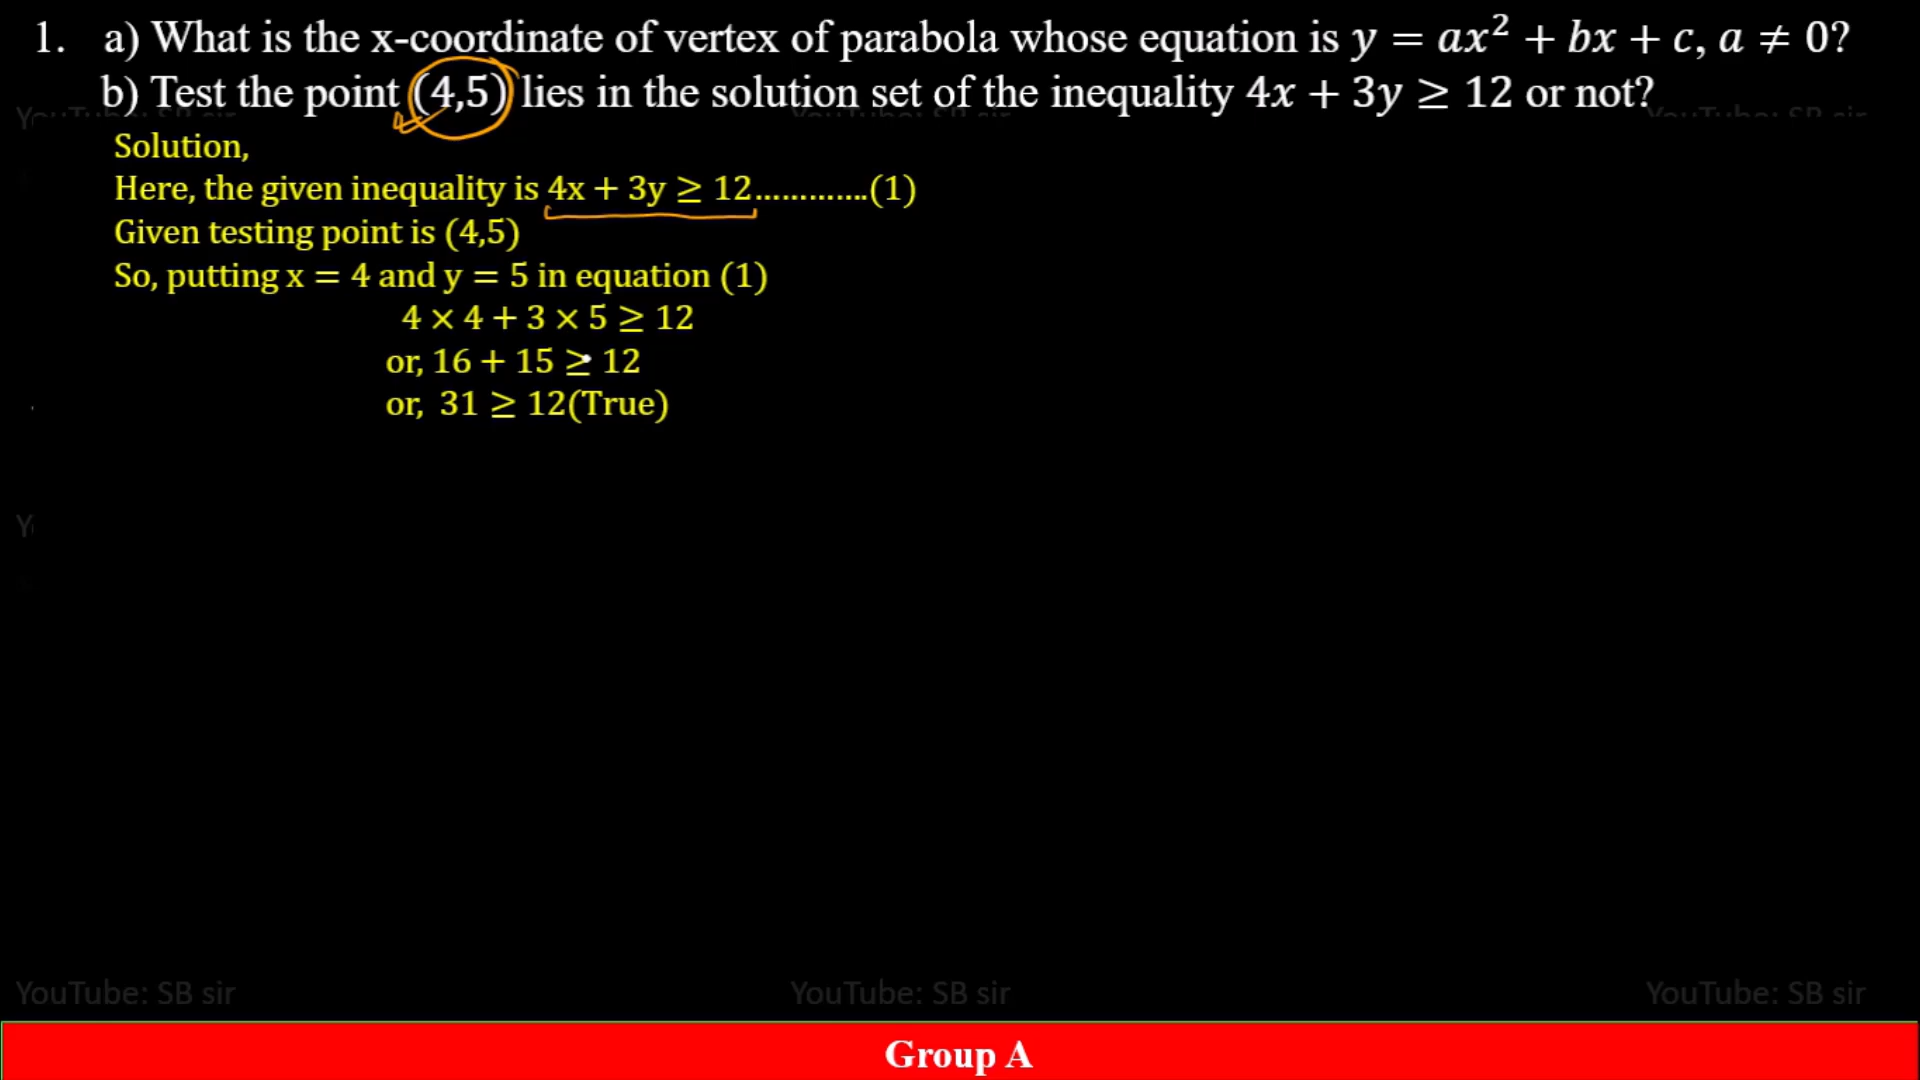 1. a) What is the x-coordinate of vertex of parabola whose equation is y = ax² + bx + c, a ≠ 0?
b) Test the point (4,5) lies in the solution set of the inequality 4x + 3y ≥ 12 or not?
Solution,
Here, the given inequality is 4x + 3y ≥ 12.............(1)
Given testing point is (4,5)
So, putting x = 4 and y = 5 in equation (1)
4 × 4 + 3 × 5 ≥ 12
or, 16 + 15 ≥ 12
or, 31 ≥ 12(True)
YouTube: SB sir YouTube: SB sir YouTube: SB sir
Group A